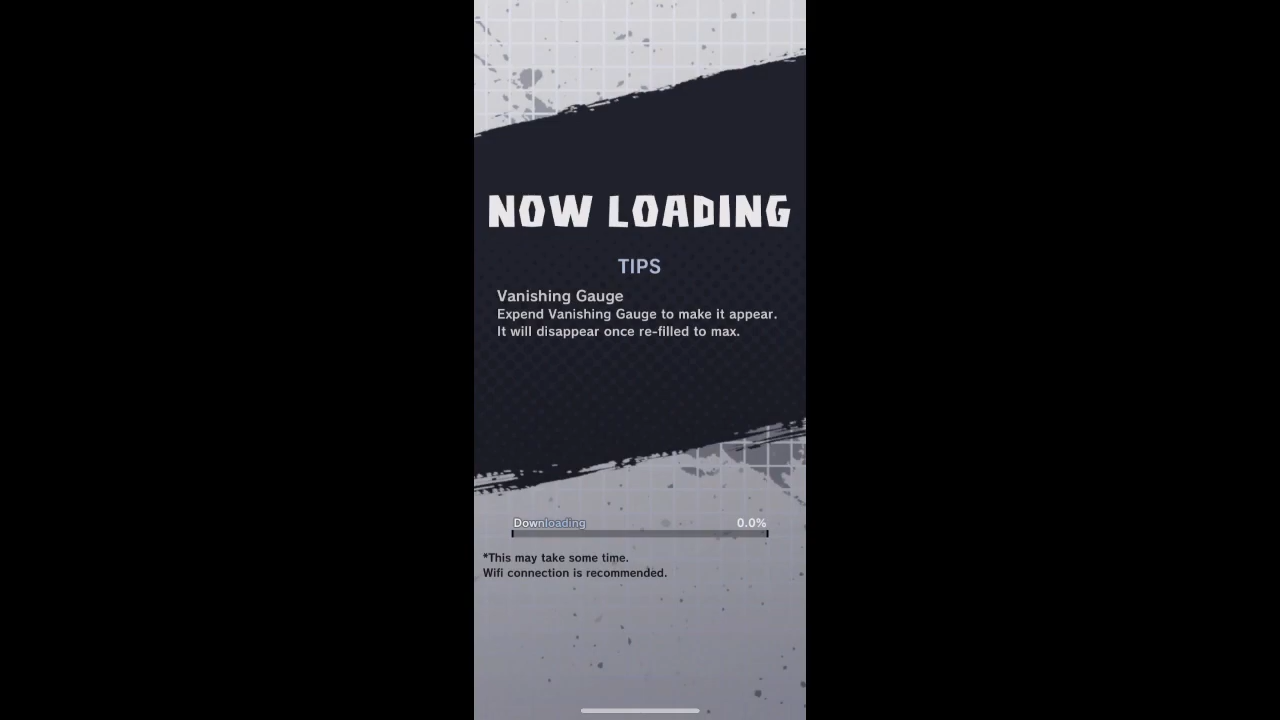 NOW LOADING
TIPS
Vanishing Gauge
Expend Vanishing Gauge to make it appear.
It will disappear once re-filled to max.
Downloading 0.0%
*This may take some time.
Wifi connection is recommended.